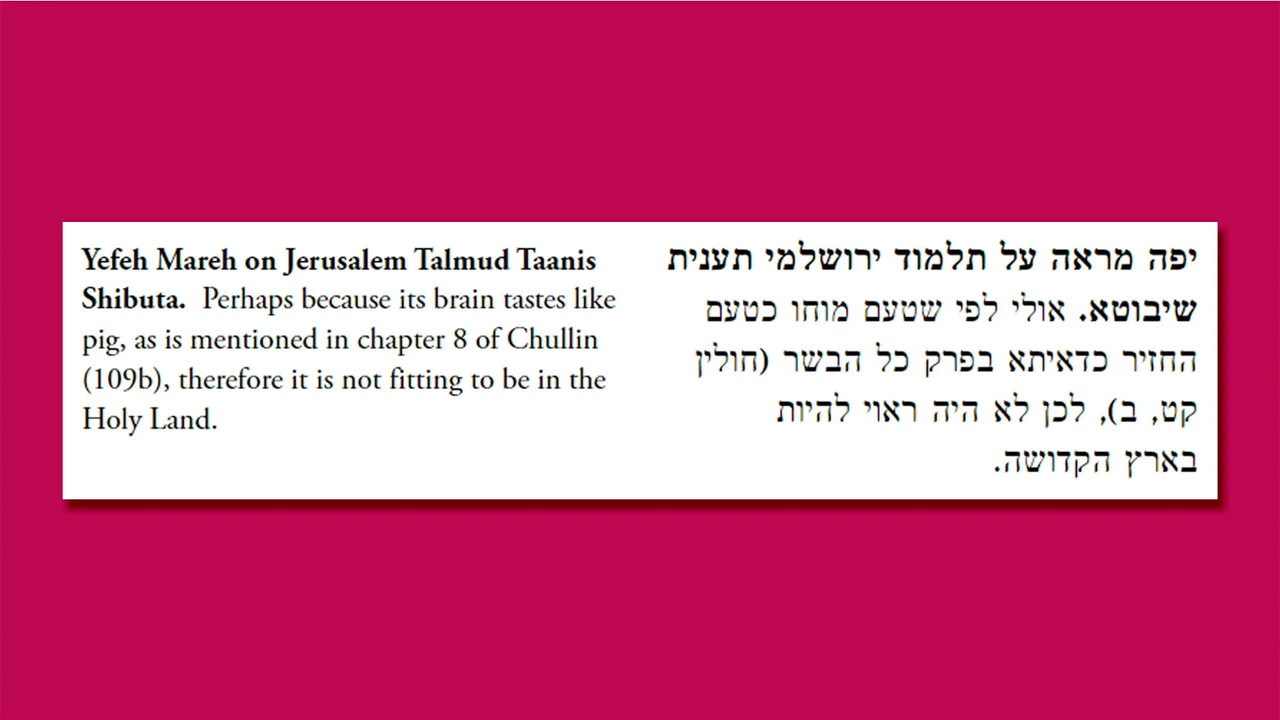 Yefeh Mareh on Jerusalem Talmud Taanis
Shibuta. Perhaps because its brain tastes like
pig, as is mentioned in chapter 8 of Chullin
(109b), therefore it is not fitting to be in the
Holy Land.
יפה מראה על תלמוד ירושלמי תענית
שיבוטא. אולי לפי שטעם מוחו כטעם
החזיר כדאיתא בפרק כל הבשר (חולין
קט, ב), לכן לא היה ראוי להיות
בארץ הקדושה.